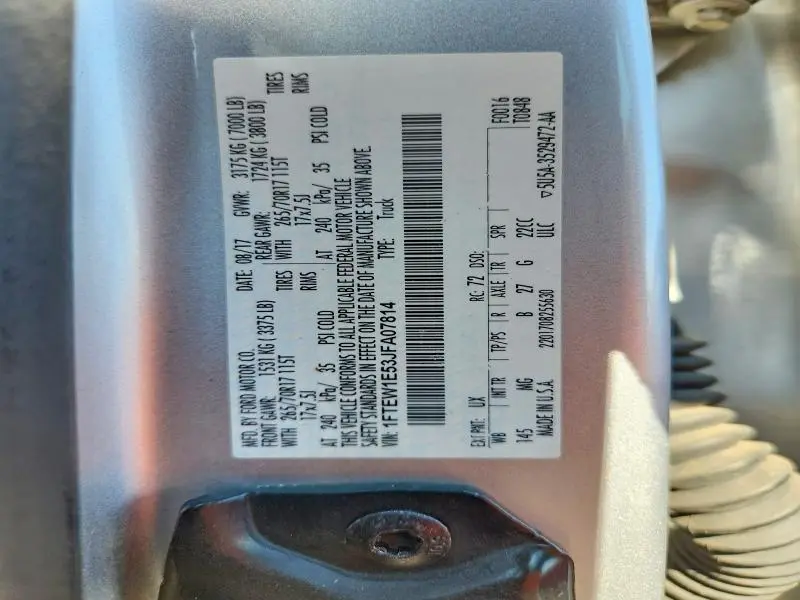 MFD. BY FORD MOTOR CO.
DATE: 08/17 GVWR: 3175 KG ( 7000 LB)
FRONT GAWR: 1531 KG ( 3375 LB) REAR GAWR: 1724 KG ( 3800 LB)
WITH 265/70R17 115T TIRES WITH 265/70R17 115T TIRES
17x7.5J RIMS 17x7.5J RIMS
AT 240 kPa/ 35 PSI COLD AT 240 kPa/ 35 PSI COLD
THIS VEHICLE CONFORMS TO ALL APPLICABLE FEDERAL MOTOR VEHICLE
SAFETY STANDARDS IN EFFECT ON THE DATE OF MANUFACTURE SHOWN ABOVE.
VIN: 1FTEW1E53JFA07814 TYPE: Truck
EXT PNT: UX RC: 72 DSO: F0016
WB INT TR TP/PS R AXLE TR SPR T0848
145 MG B 27 G 22CC
MADE IN U.S.A. 22017082SS630 ULC ▽5U5A-3529472-AA